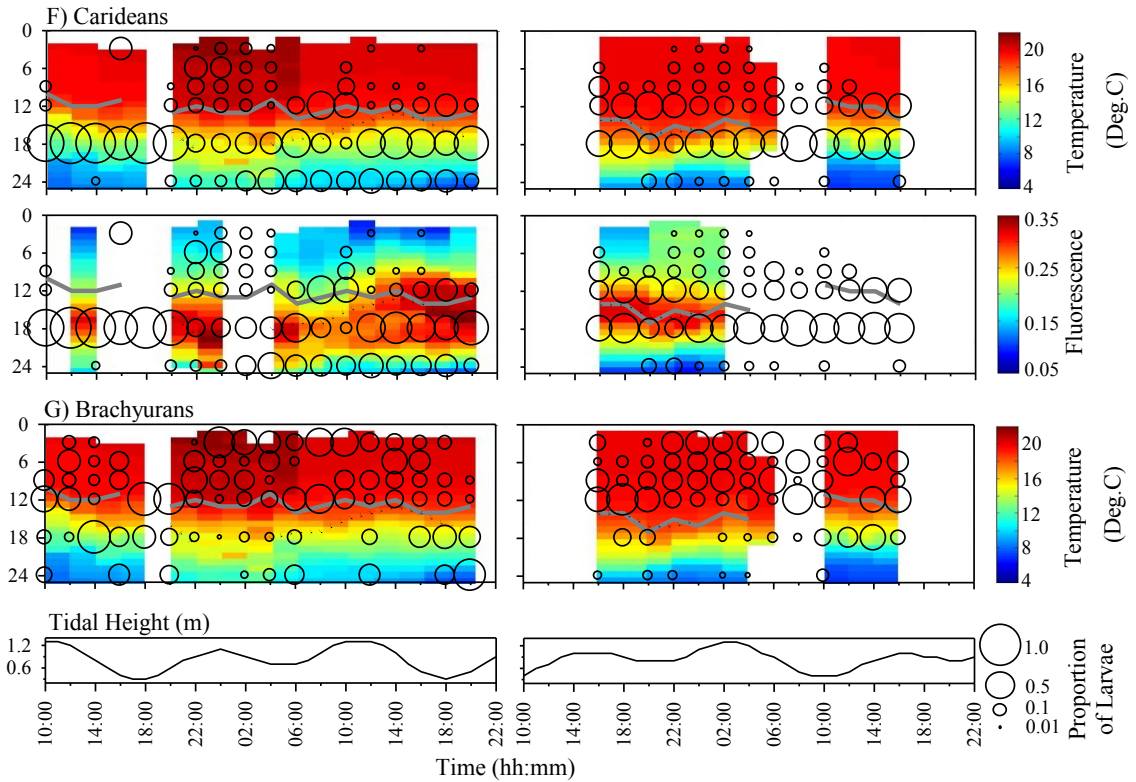 F) Carideans
0
6
12
18
24
20
16
12
8
4
Temperature
(Deg.C)
0
6
12
18
24
0.35
0.25
0.15
0.05
Fluorescence
G) Brachyurans
0
6
12
18
24
20
16
12
8
4
Temperature
(Deg.C)
Tidal Height (m)
1.2
0.6
1.0
0.5
0.1
0.01
Proportion
of Larvae
10:00 14:00 18:00 22:00 02:00 06:00 10:00 14:00 18:00 22:00
10:00 14:00 18:00 22:00 02:00 06:00 10:00 14:00 18:00 22:00
Time (hh:mm)